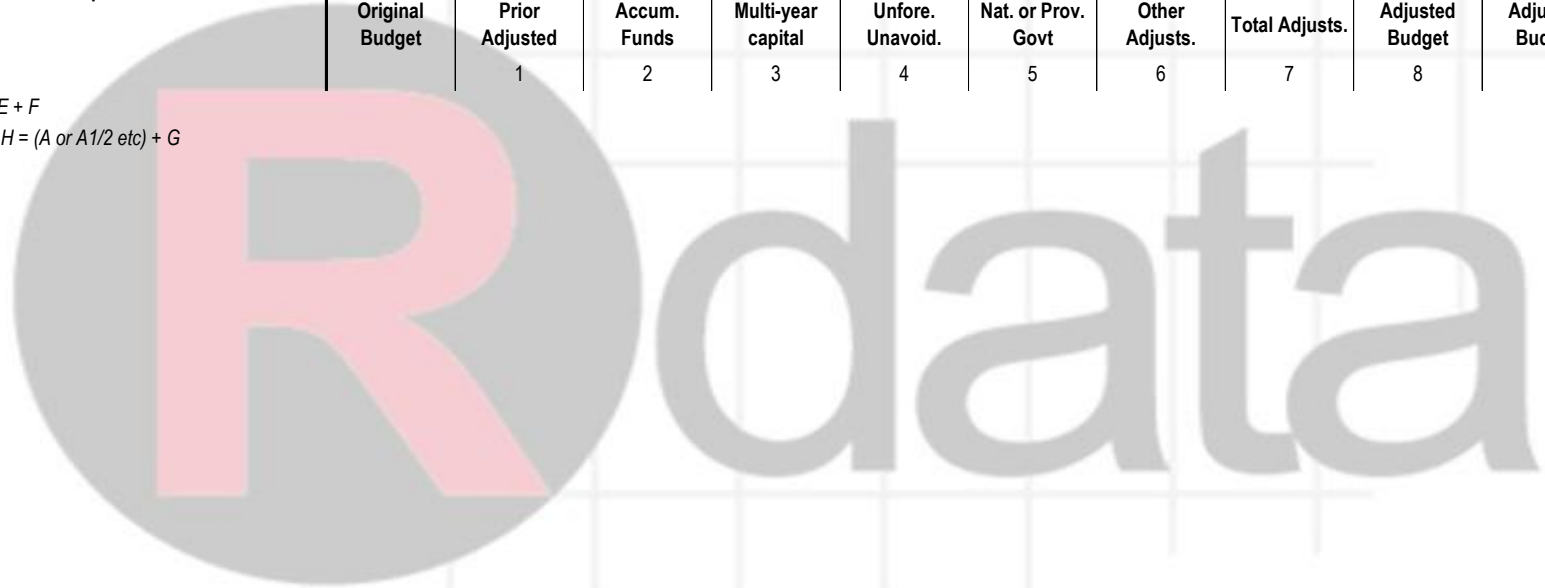 Original Prior Accum. Multi-year Unfore. Nat. or Prov. Other Total Adjusts. Adjusted
Budget Adjusted Funds capital Unavoid. Govt Adjusts. Budget
1 2 3 4 5 6 7 8
E + F
H = (A or A1/2 etc) + G
R data